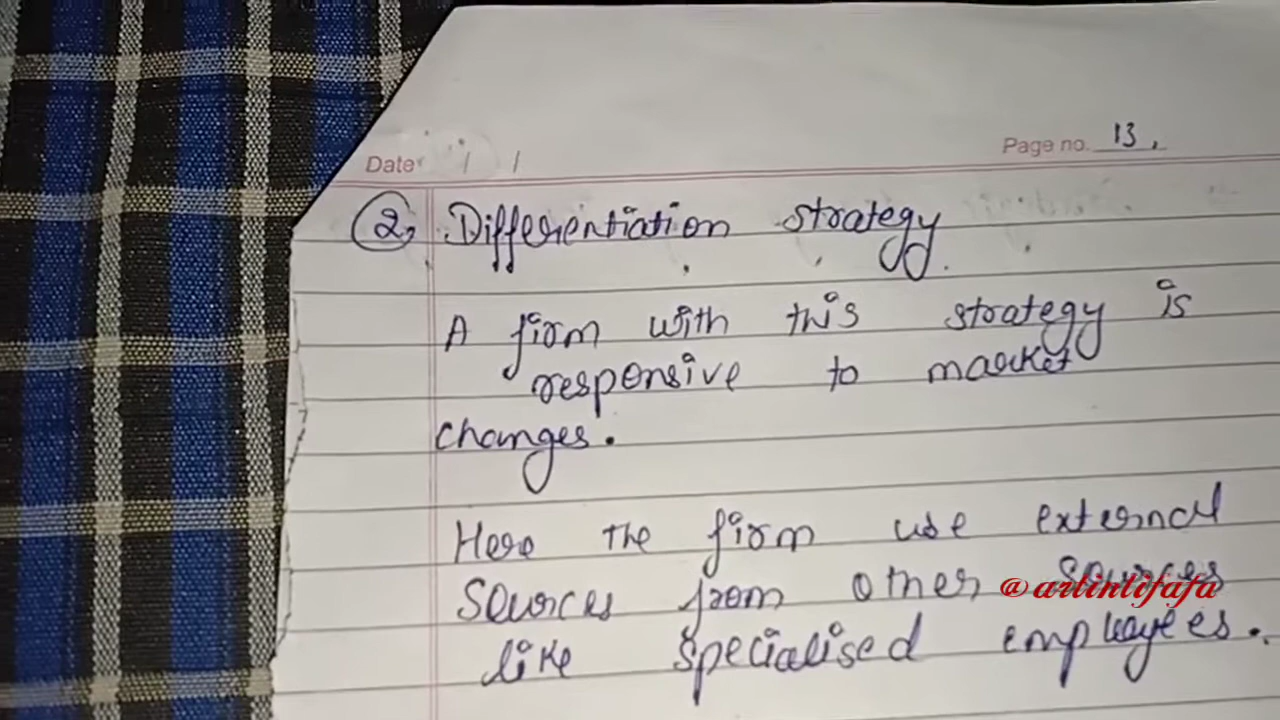 Date / /
Page no. 13.
2, Differentiation strategy
A firm with this strategy is
responsive to market
changes.
Here the firm use external
Sources from other sources
like specialised employees.
@arlinlifafa